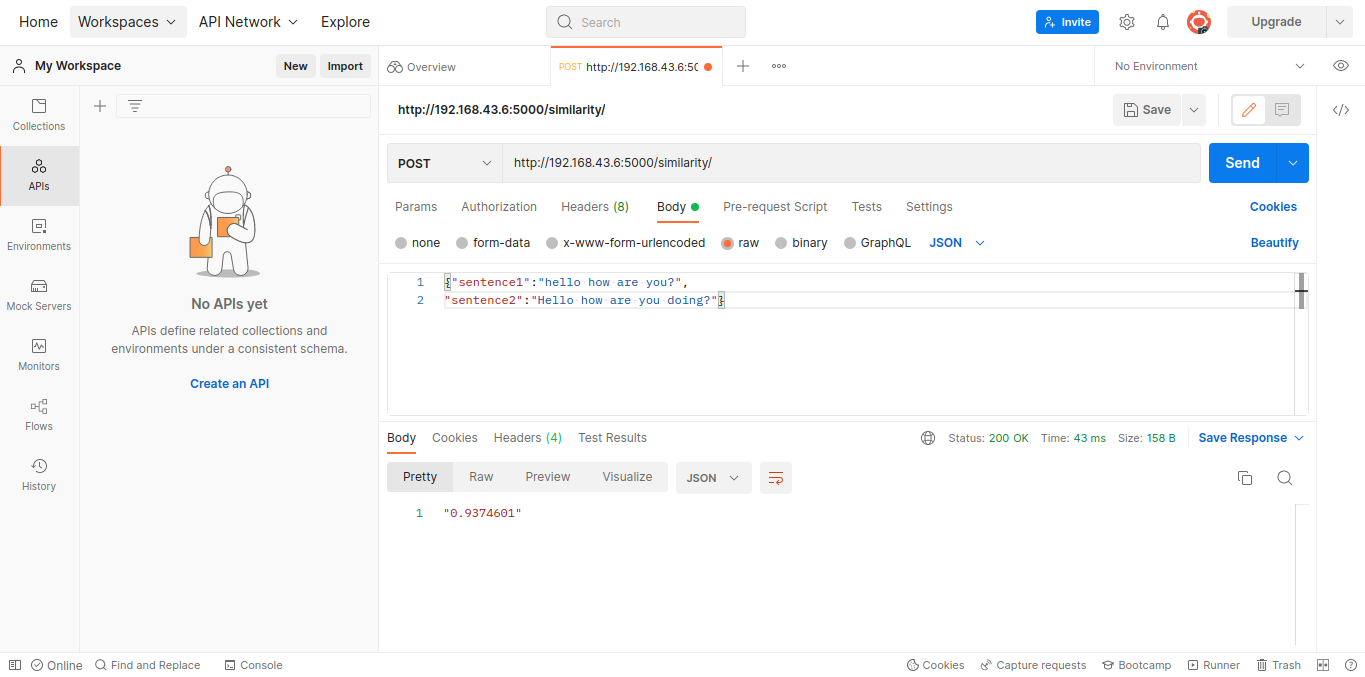 Home Workspaces API Network Explore Search Invite Upgrade
My Workspace New Import Overview POST http://192.168.43.6:50 No Environment
Collections
APIs
Environments
Mock Servers
Monitors
Flows
History
No APIs yet
APIs define related collections and
environments under a consistent schema.
Create an API
http://192.168.43.6:5000/similarity/ Save
POST http://192.168.43.6:5000/similarity/ Send
Params Authorization Headers (8) Body Pre-request Script Tests Settings Cookies
none form-data x-www-form-urlencoded raw binary GraphQL JSON Beautify
1 {"sentence1":"hello how are you?",
2 "sentence2":"Hello how are you doing?"}
Body Cookies Headers (4) Test Results Status: 200 OK Time: 43 ms Size: 158 B Save Response
Pretty Raw Preview Visualize JSON
1 "0.9374601"
Online Find and Replace Console Cookies Capture requests Bootcamp Runner Trash